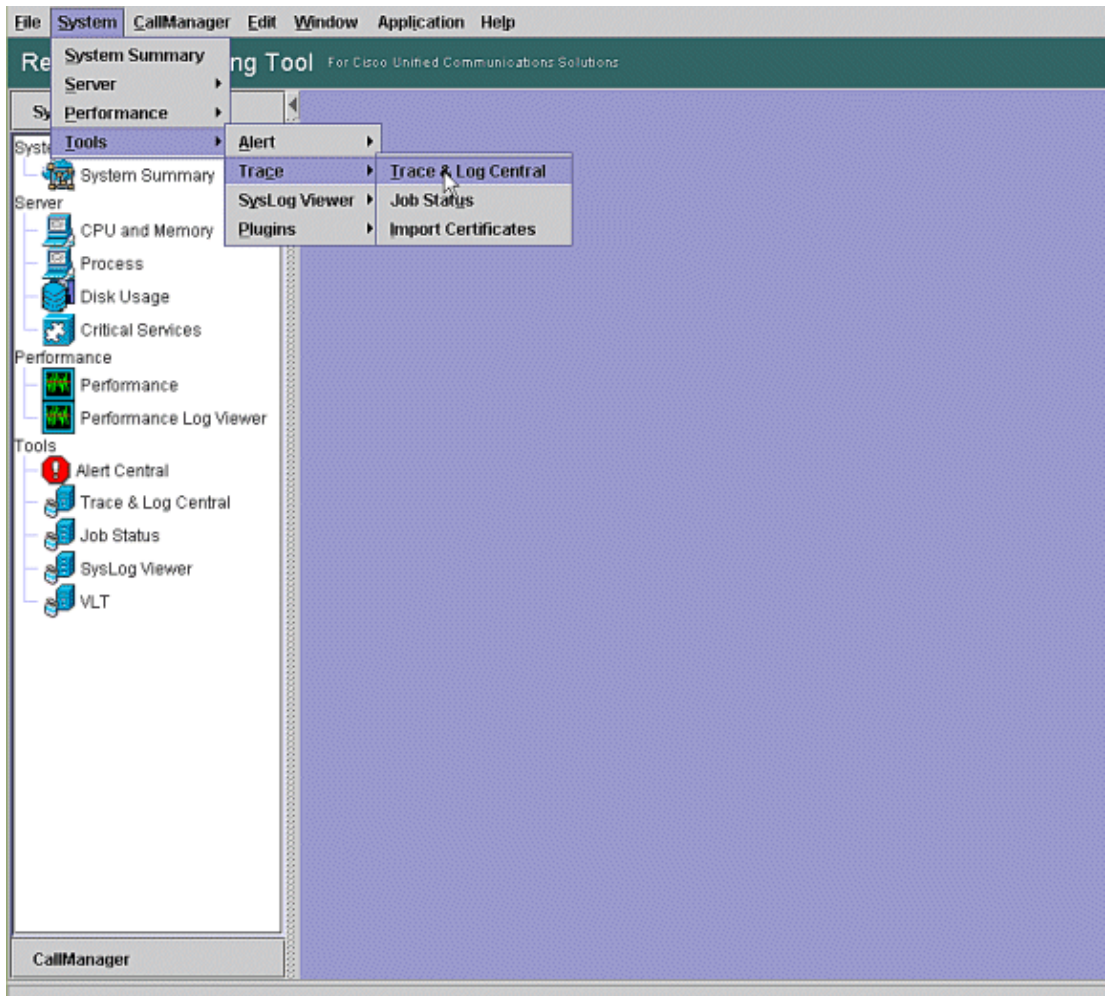 File System CallManager Edit Window Application Help
Re ng Tool For Cisco Unified Communications Solutions
System Summary
Server
Performance
Tools
Alert
Trace
SysLog Viewer
Plugins
Trace & Log Central
Job Status
Import Certificates
Sy
Syste
System Summary
Server
CPU and Memory
Process
Disk Usage
Critical Services
Performance
Performance
Performance Log Viewer
Tools
Alert Central
Trace & Log Central
Job Status
SysLog Viewer
VLT
CallManager